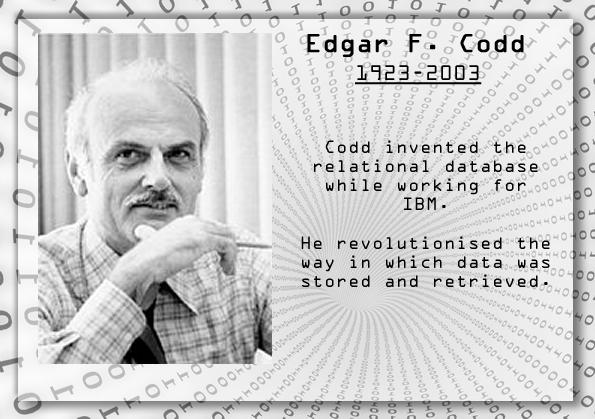 Edgar F. Codd
1923-2003
Codd invented the
relational database
while working for
IBM.
He revolutionised the
way in which data was
stored and retrieved.